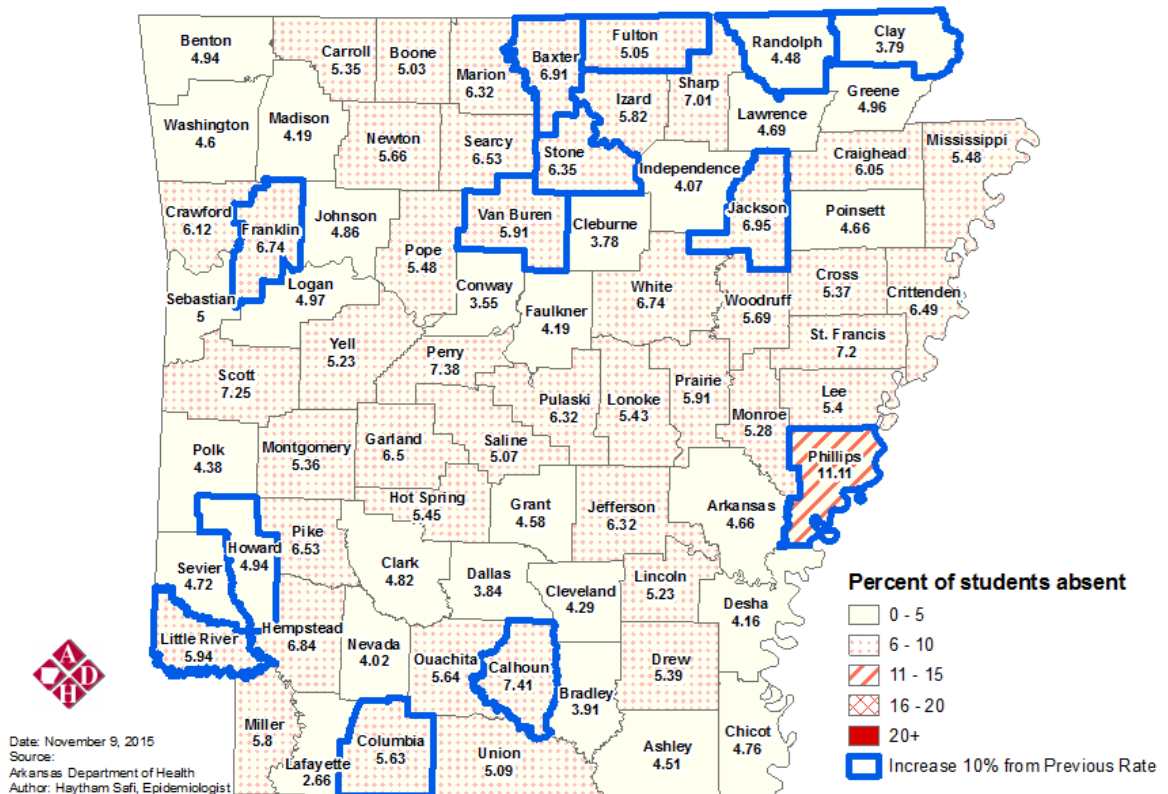 Benton
4.94
Carroll
5.35
Boone
5.03
Marion
6.32
Baxter
6.91
Fulton
5.05
Randolph
4.48
Clay
3.79
Washington
4.6
Madison
4.19
Newton
5.66
Searcy
6.53
Stone
6.35
Izard
5.82
Sharp
7.01
Lawrence
4.69
Greene
4.96
Independence
4.07
Craighead
6.05
Mississippi
5.48
Crawford
6.12
Franklin
6.74
Johnson
4.86
Pope
5.48
Van Buren
5.91
Cleburne
3.78
Jackson
6.95
Poinsett
4.66
Sebastian
5
Logan
4.97
Conway
3.55
Faulkner
4.19
White
6.74
Woodruff
5.69
Cross
5.37
Crittenden
6.49
Scott
7.25
Yell
5.23
Perry
7.38
Pulaski
6.32
Lonoke
5.43
Prairie
5.91
Monroe
5.28
St. Francis
7.2
Lee
5.4
Polk
4.38
Montgomery
5.36
Garland
6.5
Saline
5.07
Phillips
11.11
Hot Spring
5.45
Grant
4.58
Jefferson
6.32
Arkansas
4.66
Sevier
4.72
Howard
4.94
Pike
6.53
Clark
4.82
Dallas
3.84
Cleveland
4.29
Lincoln
5.23
Desha
4.16
Little River
5.94
Hempstead
6.84
Nevada
4.02
Ouachita
5.64
Calhoun
7.41
Bradley
3.91
Drew
5.39
Miller
5.8
Lafayette
2.66
Columbia
5.63
Union
5.09
Ashley
4.51
Chicot
4.76
Percent of students absent
0 - 5
6 - 10
11 - 15
16 - 20
20+
Increase 10% from Previous Rate
A
D
H
Date: November 9, 2015
Source:
Arkansas Department of Health
Author: Haytham Safi, Epidemiologist